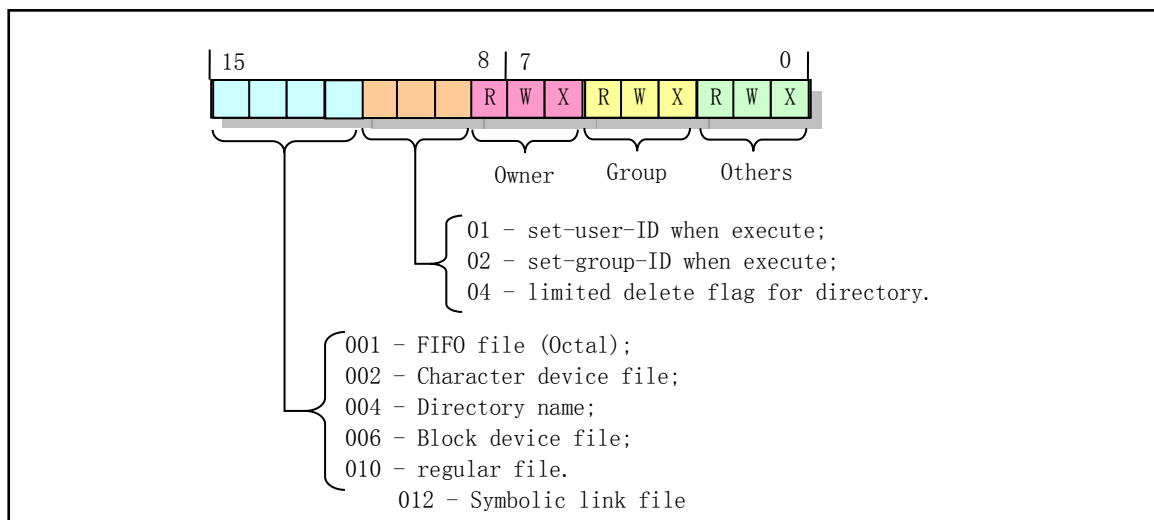 15 8 7 0
R W X R W X R W X
Owner Group Others
01 - set-user-ID when execute;
02 - set-group-ID when execute;
04 - limited delete flag for directory.
001 - FIFO file (Octal);
002 - Character device file;
004 - Directory name;
006 - Block device file;
010 - regular file.
012 - Symbolic link file